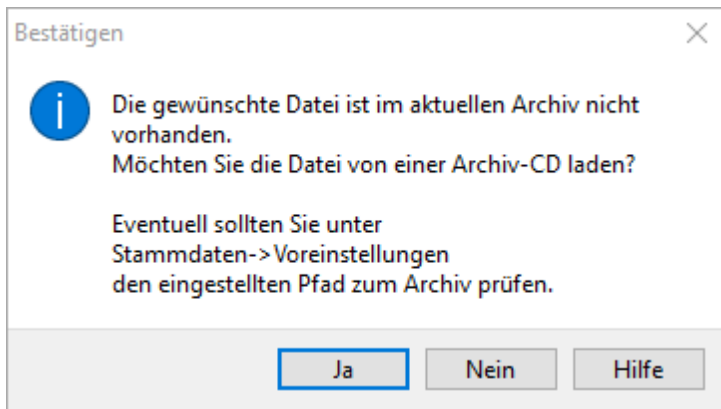 Bestätigen
Die gewünschte Datei ist im aktuellen Archiv nicht
vorhanden.
Möchten Sie die Datei von einer Archiv-CD laden?
Eventuell sollten Sie unter
Stammdaten->Voreinstellungen
den eingestellten Pfad zum Archiv prüfen.
Ja
Nein
Hilfe